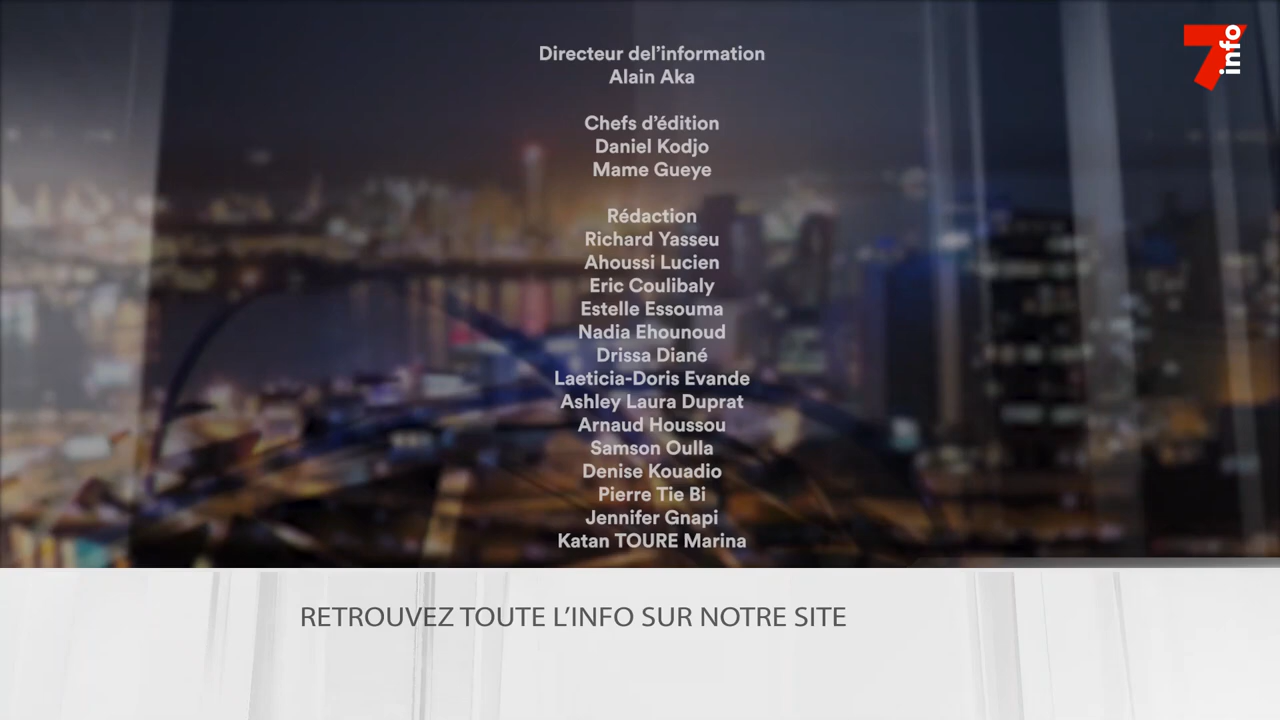 7info
Directeur del’information
Alain Aka
Chefs d’édition
Daniel Kodjo
Mame Gueye
Rédaction
Richard Yasseu
Ahoussi Lucien
Eric Coulibaly
Estelle Essouma
Nadia Ehounoud
Drissa Diané
Laeticia-Doris Evande
Ashley Laura Duprat
Arnaud Houssou
Samson Oulla
Denise Kouadio
Pierre Tie Bi
Jennifer Gnapi
Katan TOURE Marina
RETROUVEZ TOUTE L’INFO SUR NOTRE SITE